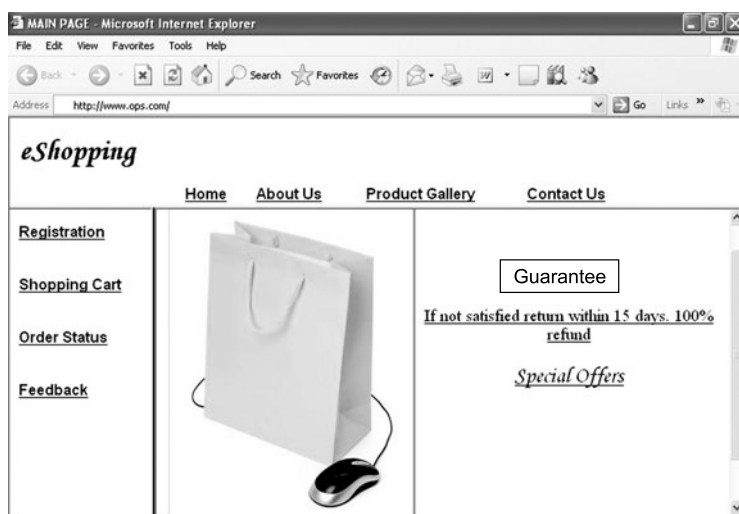 MAIN PAGE - Microsoft Internet Explorer
File Edit View Favorites Tools Help
Back Search Favorites
Address http://www.ops.com/ Go Links »
eShopping
Home About Us Product Gallery Contact Us
Registration
Shopping Cart
Order Status
Feedback
Guarantee
If not satisfied return within 15 days. 100%
refund
Special Offers